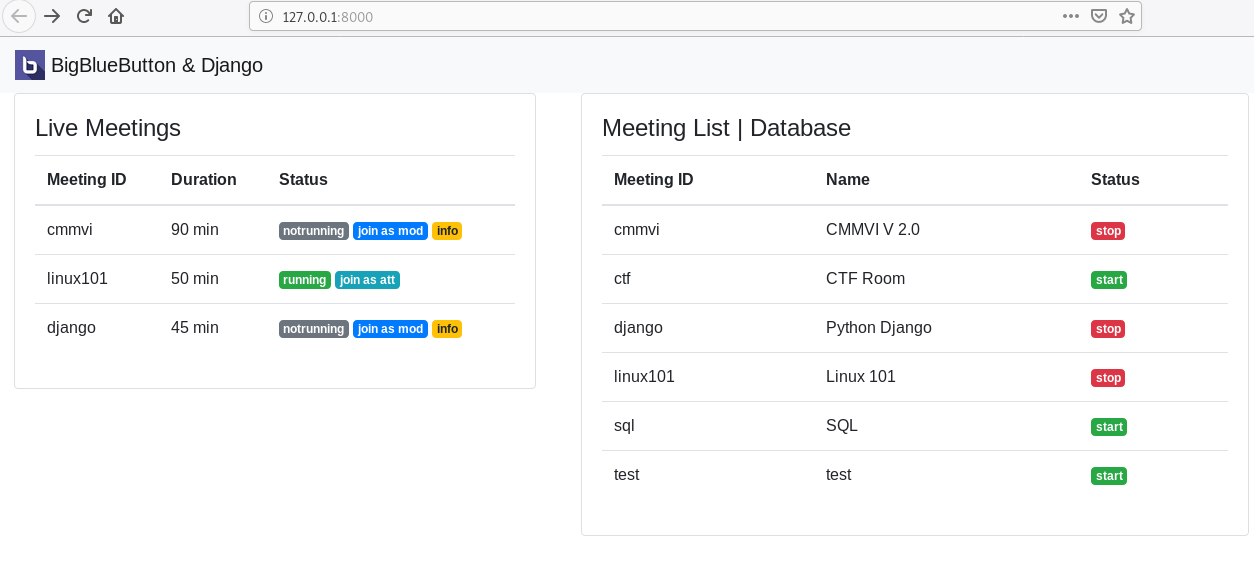 127.0.0.1:8000
BigBlueButton & Django
Live Meetings
Meeting ID Duration Status
cmmvi 90 min notrunning join as mod info
linux101 50 min running join as att
django 45 min notrunning join as mod info
Meeting List | Database
Meeting ID Name Status
cmmvi CMMVI V 2.0 stop
ctf CTF Room start
django Python Django stop
linux101 Linux 101 stop
sql SQL start
test test start